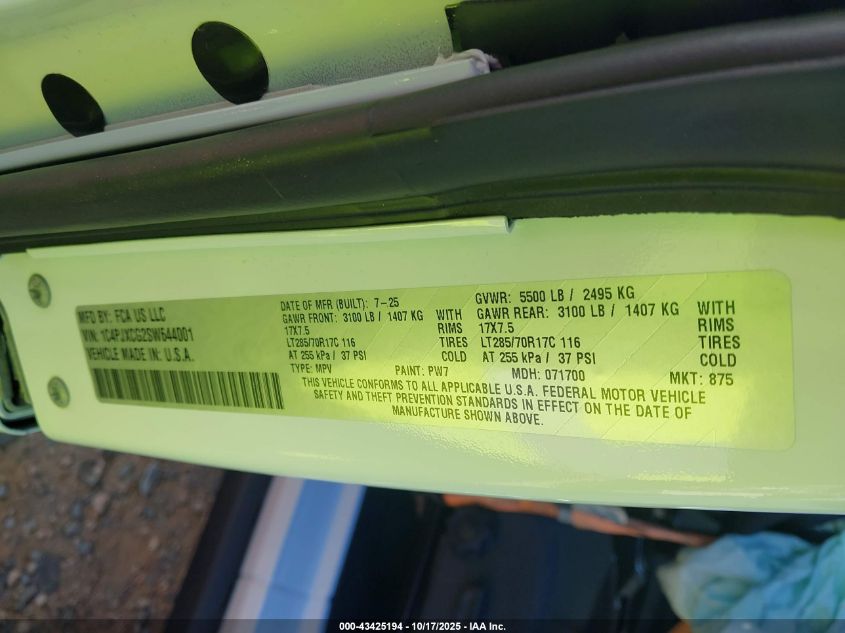 MFD BY: FCA US LLC
VIN: 1C4PJXCG2SW644001
VEHICLE MADE IN: U.S.A.
DATE OF MFR (BUILT): 7-25
GAWR FRONT: 3100 LB / 1407 KG WITH
17X7.5 RIMS
LT285/70R17C 116 TIRES
AT 255 kPa / 37 PSI COLD
TYPE: MPV
PAINT: PW7
GVWR: 5500 LB / 2495 KG
GAWR REAR: 3100 LB / 1407 KG WITH
17X7.5 RIMS
LT285/70R17C 116 TIRES
AT 255 kPa / 37 PSI COLD
MDH: 071700 MKT: 875
THIS VEHICLE CONFORMS TO ALL APPLICABLE U.S.A. FEDERAL MOTOR VEHICLE
SAFETY AND THEFT PREVENTION STANDARDS IN EFFECT ON THE DATE OF
MANUFACTURE SHOWN ABOVE.
000-43425194 - 10/17/2025 - IAA Inc.